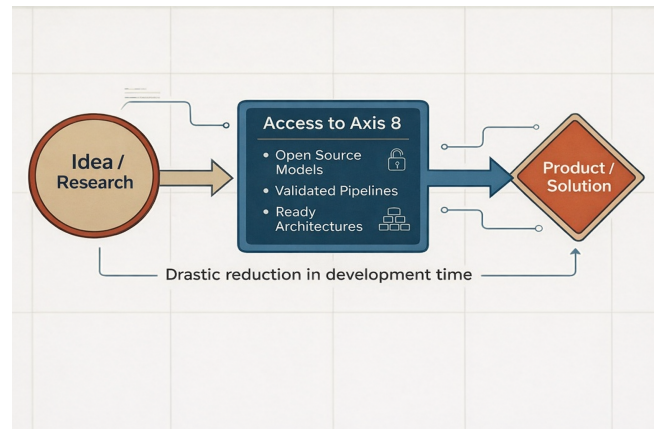 Idea /
Research
Access to Axis 8
• Open Source
Models
• Validated Pipelines
• Ready
Architectures
Product /
Solution
Drastic reduction in development time